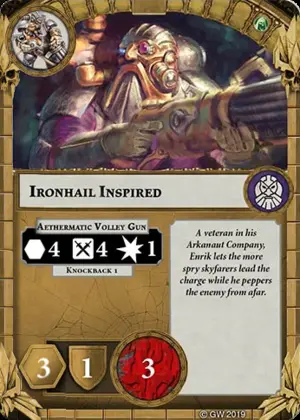 Ironhail Inspired
Aethermatic Volley Gun
4 4 1
Knockback 1
A veteran in his
Arkanaut Company,
Enrik lets the more
spry skyfarers lead the
charge while he peppers
the enemy from afar.
3 1 3
© GW 2019